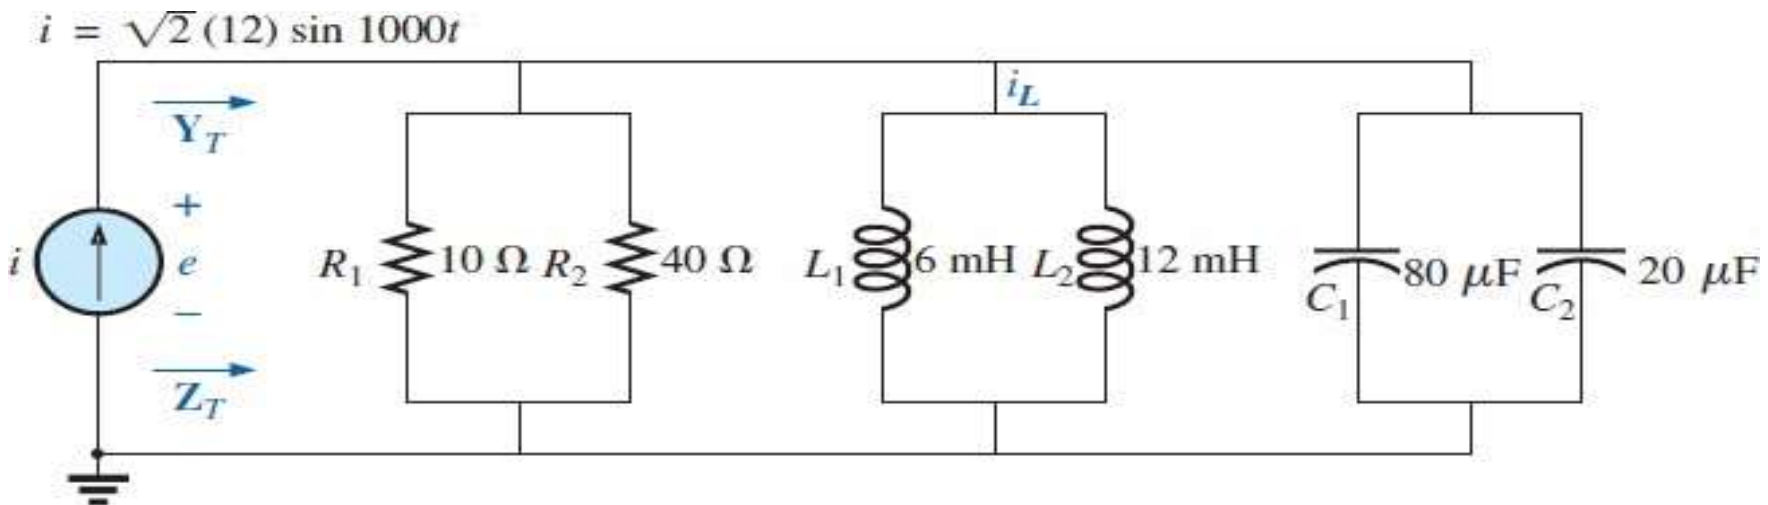 i = √2 (12) sin 1000t
i_L
Y_T
+
i
e
R_1 10 Ω R_2 40 Ω L_1 6 mH L_2 12 mH C_1 80 μF C_2 20 μF
−
Z_T